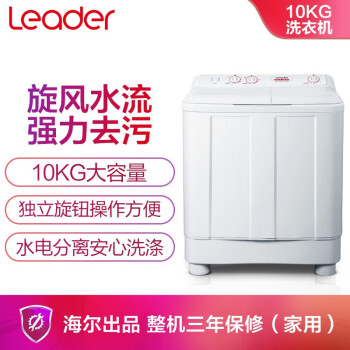 Leader
10KG
洗衣机
旋风水流
强力去污
10KG大容量
独立旋钮操作方便
水电分离安心洗涤
海尔出品 整机三年保修（家用）